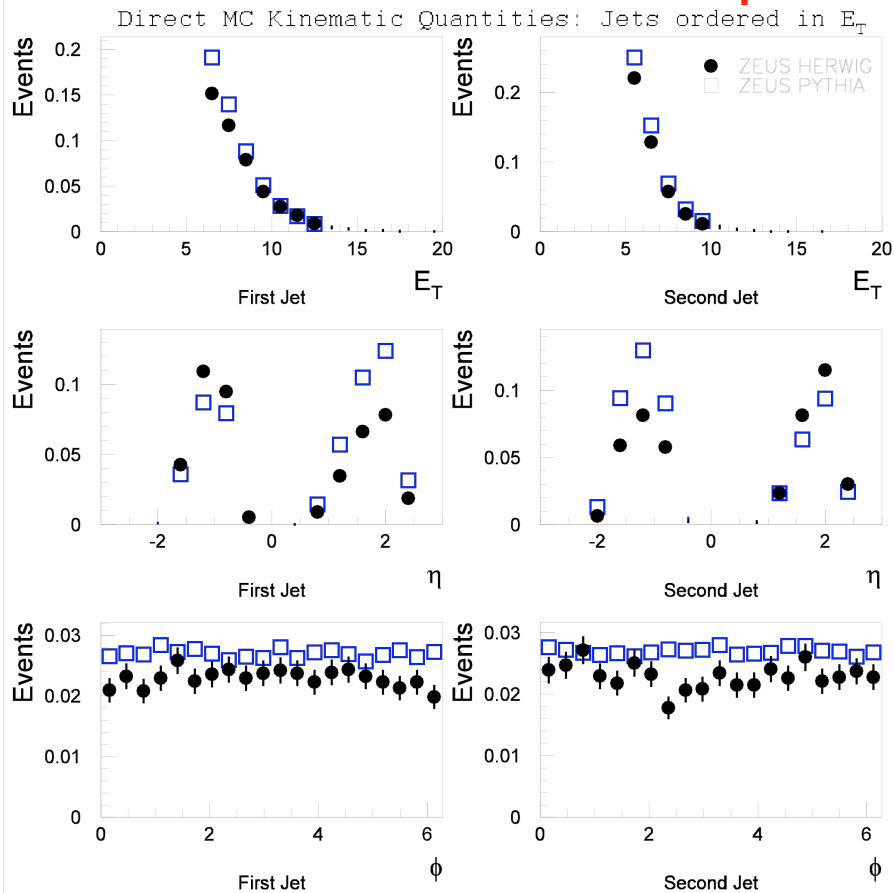 Direct MC Kinematic Quantities: Jets ordered in E_T
Events
0.2
0.15
0.1
0.05
0
0
5
10
15
20
E_T
First Jet
Events
ZEUS HERWIG
ZEUS PYTHIA
0.2
0.1
0
0
5
10
15
20
E_T
Second Jet
Events
0.1
0.05
0
-2
0
2
η
First Jet
Events
0.1
0.05
0
-2
0
2
η
Second Jet
Events
0.03
0.02
0.01
0
0
2
4
6
ϕ
First Jet
Events
0.03
0.02
0.01
0
0
2
4
6
ϕ
Second Jet